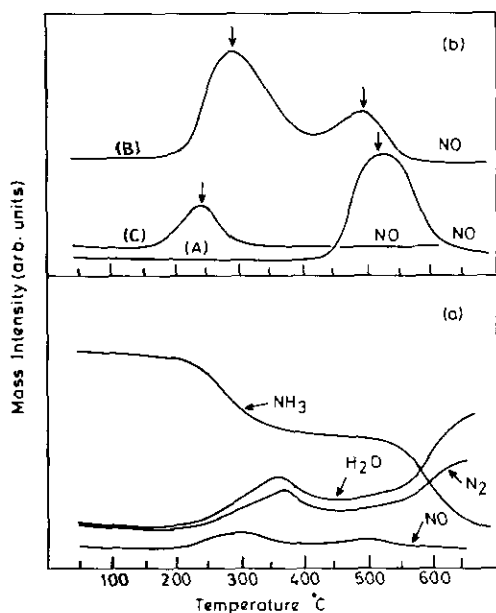 (b)
(B)
NO
(C)
(A)
NO
NO
Mass Intensity (arb. units)
(a)
NH3
H2O
N2
NO
100 200 300 400 500 600
Temperature °C